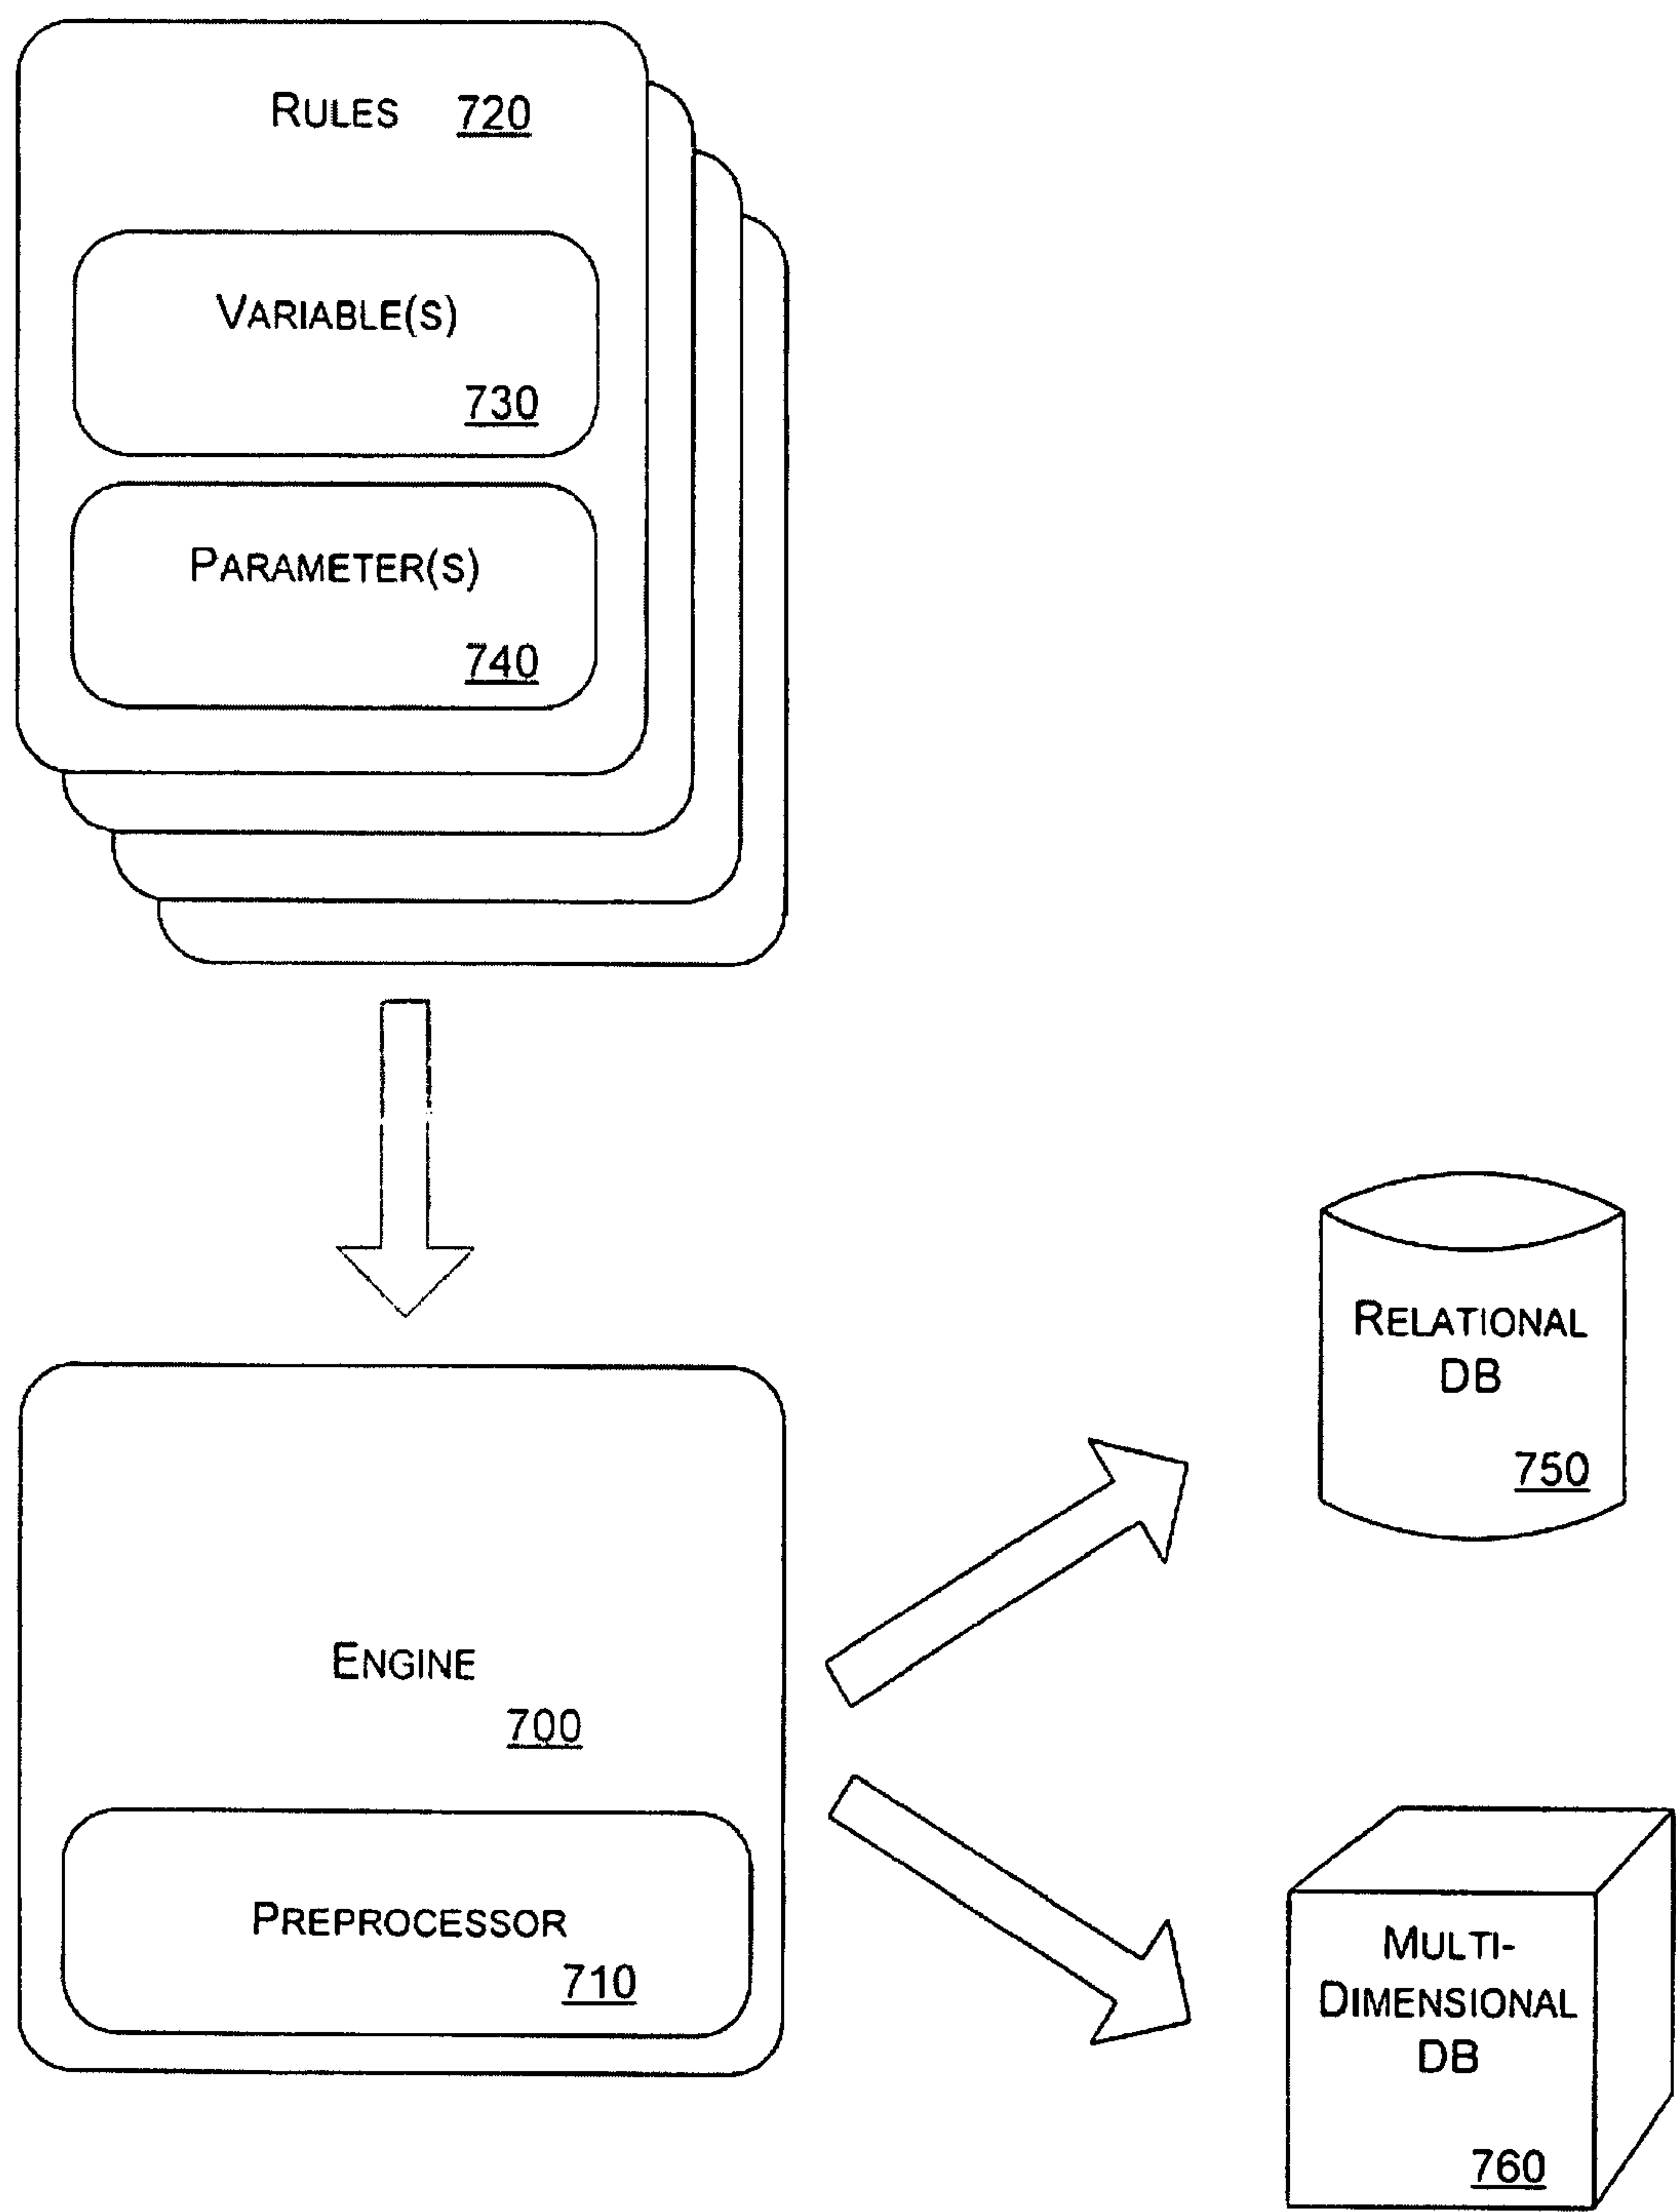 RULES 720
VARIABLE(S)
730
PARAMETER(S)
740
RELATIONAL
DB
750
ENGINE
700
PREPROCESSOR
710
MULTI-
DIMENSIONAL
DB
760